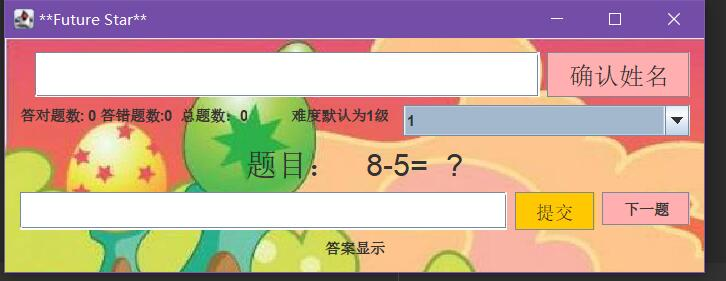 **Future Star**
确认姓名
答对题数: 0 答错题数:0 总题数：0 难度默认为1级 1
题目： 8-5= ？
提交 下一题
答案显示